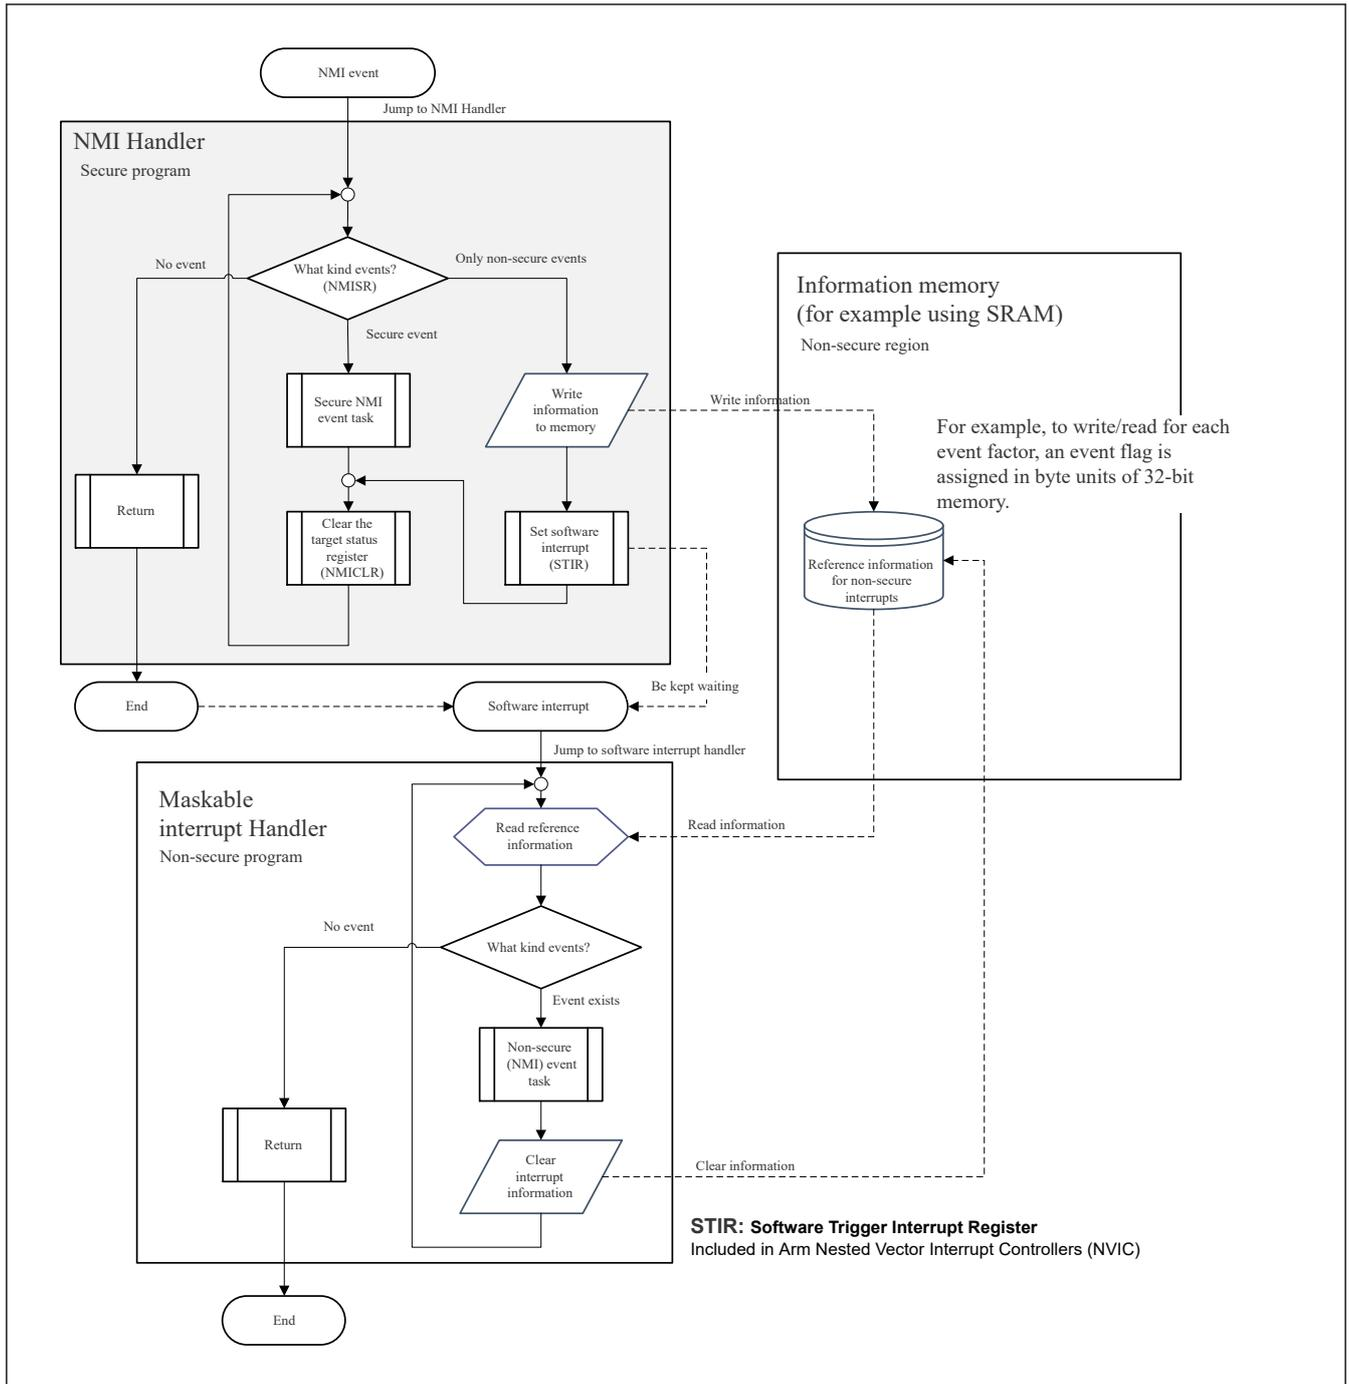 NMI event
Jump to NMI Handler
NMI Handler
Secure program
No event
What kind events?
(NMISR)
Only non-secure events
Secure event
Secure NMI
event task
Write
information
to memory
Write information
Information memory
(for example using SRAM)
Non-secure region
For example, to write/read for each
event factor, an event flag is
assigned in byte units of 32-bit
memory.
Return
Clear the
target status
register
(NMICLR)
Set software
interrupt
(STIR)
Reference information
for non-secure
interrupts
Be kept waiting
End
Software interrupt
Jump to software interrupt handler
Maskable
interrupt Handler
Non-secure program
Read reference
information
Read information
No event
What kind events?
Event exists
Non-secure
(NMI) event
task
Return
Clear
interrupt
information
Clear information
STIR: Software Trigger Interrupt Register
Included in Arm Nested Vector Interrupt Controllers (NVIC)
End